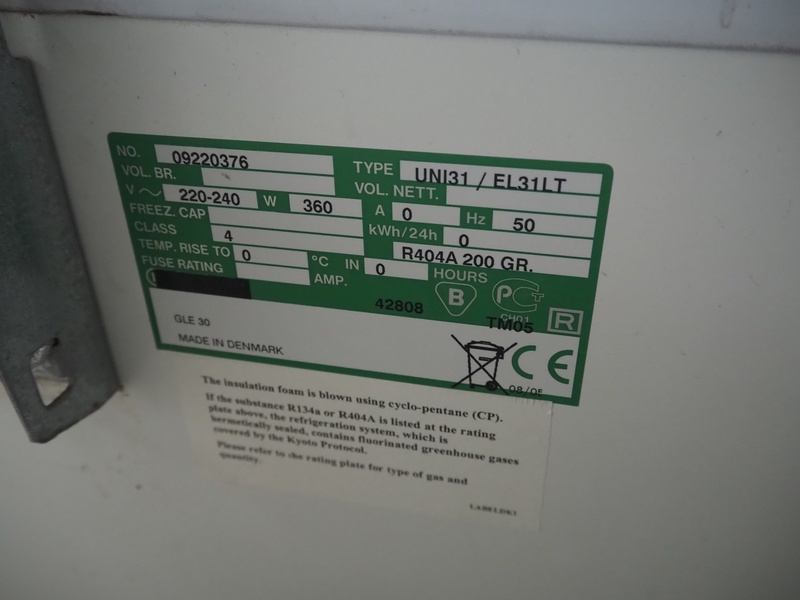 NO. 09220376 TYPE UNI31 / EL31LT
VOL. BR. VOL. NETT.
V ~ 220-240 W 360 A 0 Hz 50
FREEZ. CAP kWh/24h 0
CLASS 4 R404A 200 GR.
TEMP. RISE TO 0 °C IN 0 HOURS
FUSE RATING AMP.
42808
B
PCT
CH01
TM05
R
GLE 30
MADE IN DENMARK
CE
The insulation foam is blown using cyclo-pentane (CP).
If the substance R134a or R404A is listed at the rating
plate above, the refrigeration system, which is
hermetically sealed, contains fluorinated greenhouse gases
covered by the Kyoto Protocol.
Please refer to the rating plate for type of gas and
quantity.